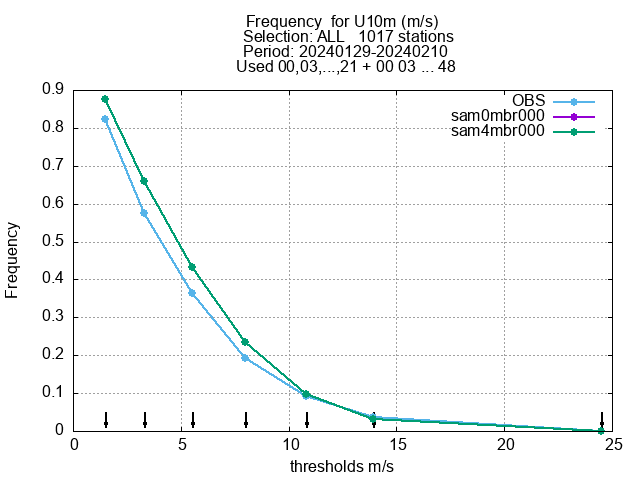 Frequency  for U10m (m/s)
Selection: ALL   1017 stations
Period: 20240129-20240210
Used 00,03,...,21 + 00 03 ... 48
OBS
sam0mbr000
sam4mbr000
Frequency
0.9
0.8
0.7
0.6
0.5
0.4
0.3
0.2
0.1
0
0 5 10 15 20 25
thresholds m/s